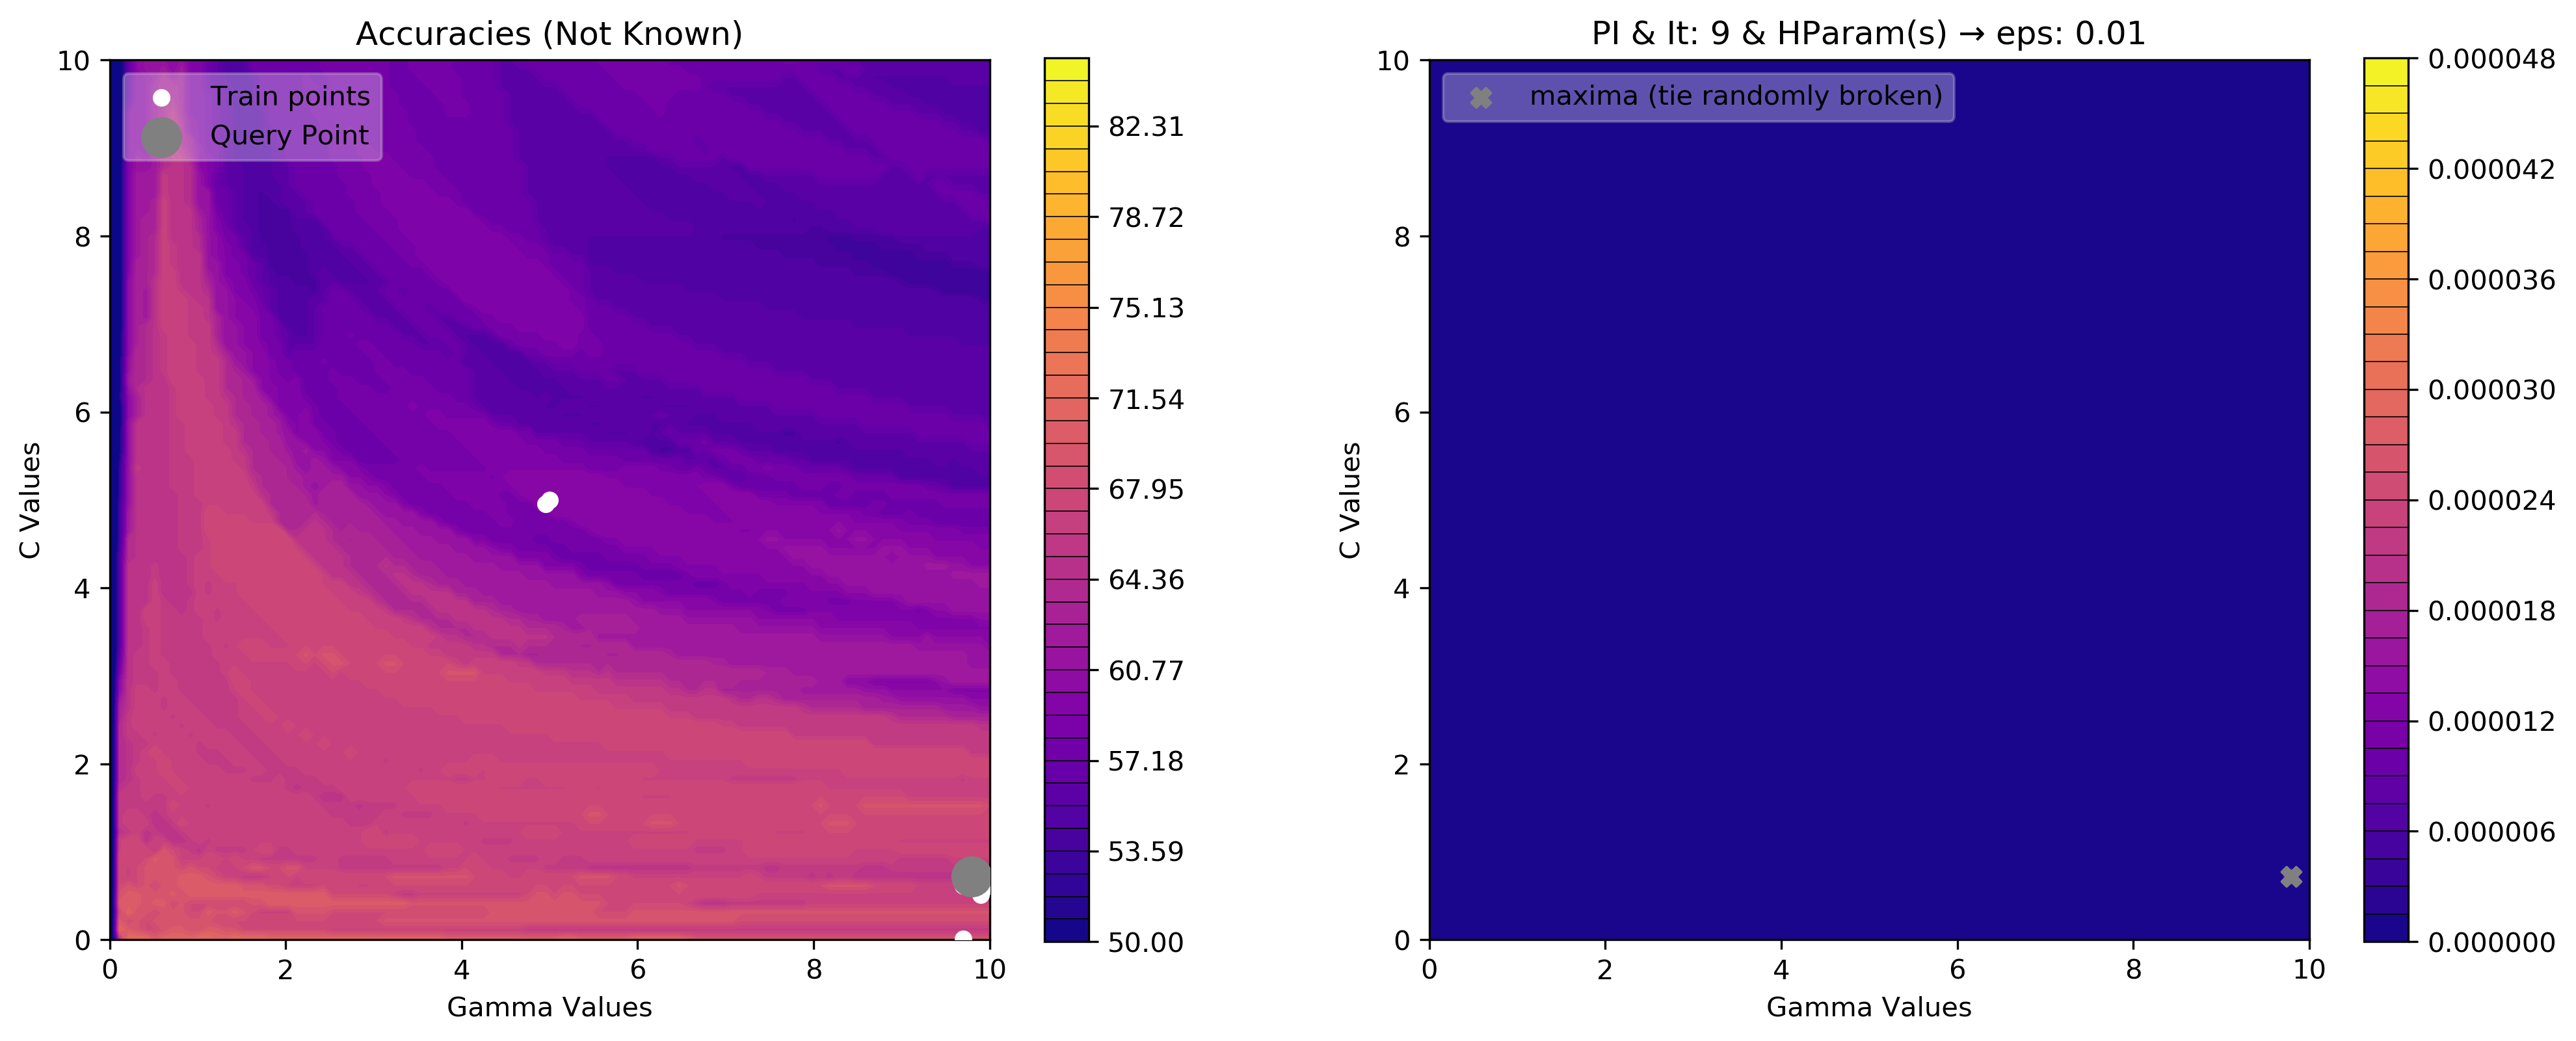 Accuracies (Not Known)
10
8
6
4
2
0
C Values
Train points
Query Point
0 2 4 6 8 10
Gamma Values
82.31
78.72
75.13
71.54
67.95
64.36
60.77
57.18
53.59
50.00
PI & It: 9 & HParam(s) → eps: 0.01
10
8
6
4
2
0
C Values
maxima (tie randomly broken)
0 2 4 6 8 10
Gamma Values
0.000048
0.000042
0.000036
0.000030
0.000024
0.000018
0.000012
0.000006
0.000000